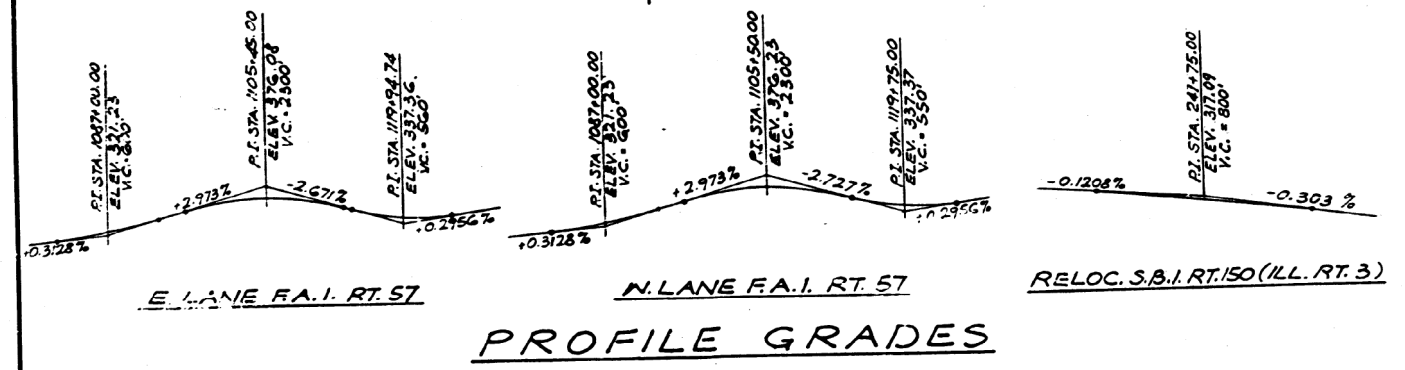 P.I. STA. 1087+00.00
ELEV. 321.23
V.C.=600'
P.I. STA. 1105+45.00
ELEV. 376.08
V.C.= 2300'
P.I. STA. 1119+94.74
ELEV. 337.36.
V.C.= 560'
+0.3128%
+2.973%
-2.671%
+0.2956%
E. LANE F.A.I. RT. 57
P.I. STA. 1087+00.00
ELEV. 321.23
V.C.= 600'
P.I. STA. 1105+50.00
ELEV. 376.23
V.C.= 2300'
P.I. STA. 1119+75.00
ELEV. 337.37
V.C.= 550'
+0.3128%
+2.973%
-2.727%
+0.2956%
W. LANE F.A.I. RT. 57
P.I. STA. 241+75.00
ELEV. 317.09
V.C. = 800'
-0.1208%
-0.303 %
RELOC. S.B.I. RT.150 (ILL. RT. 3)
PROFILE GRADES